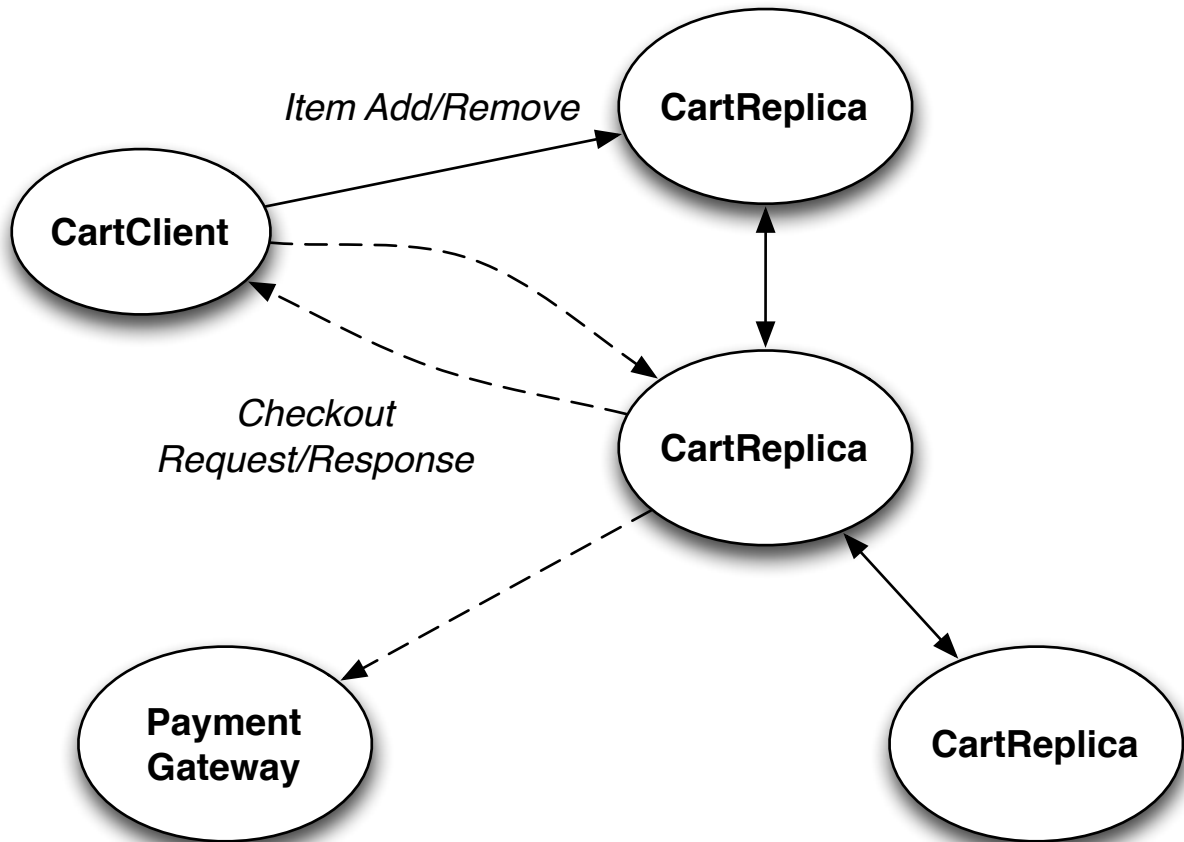 Item Add/Remove
CartReplica
CartClient
Checkout
Request/Response
CartReplica
Payment
Gateway
CartReplica